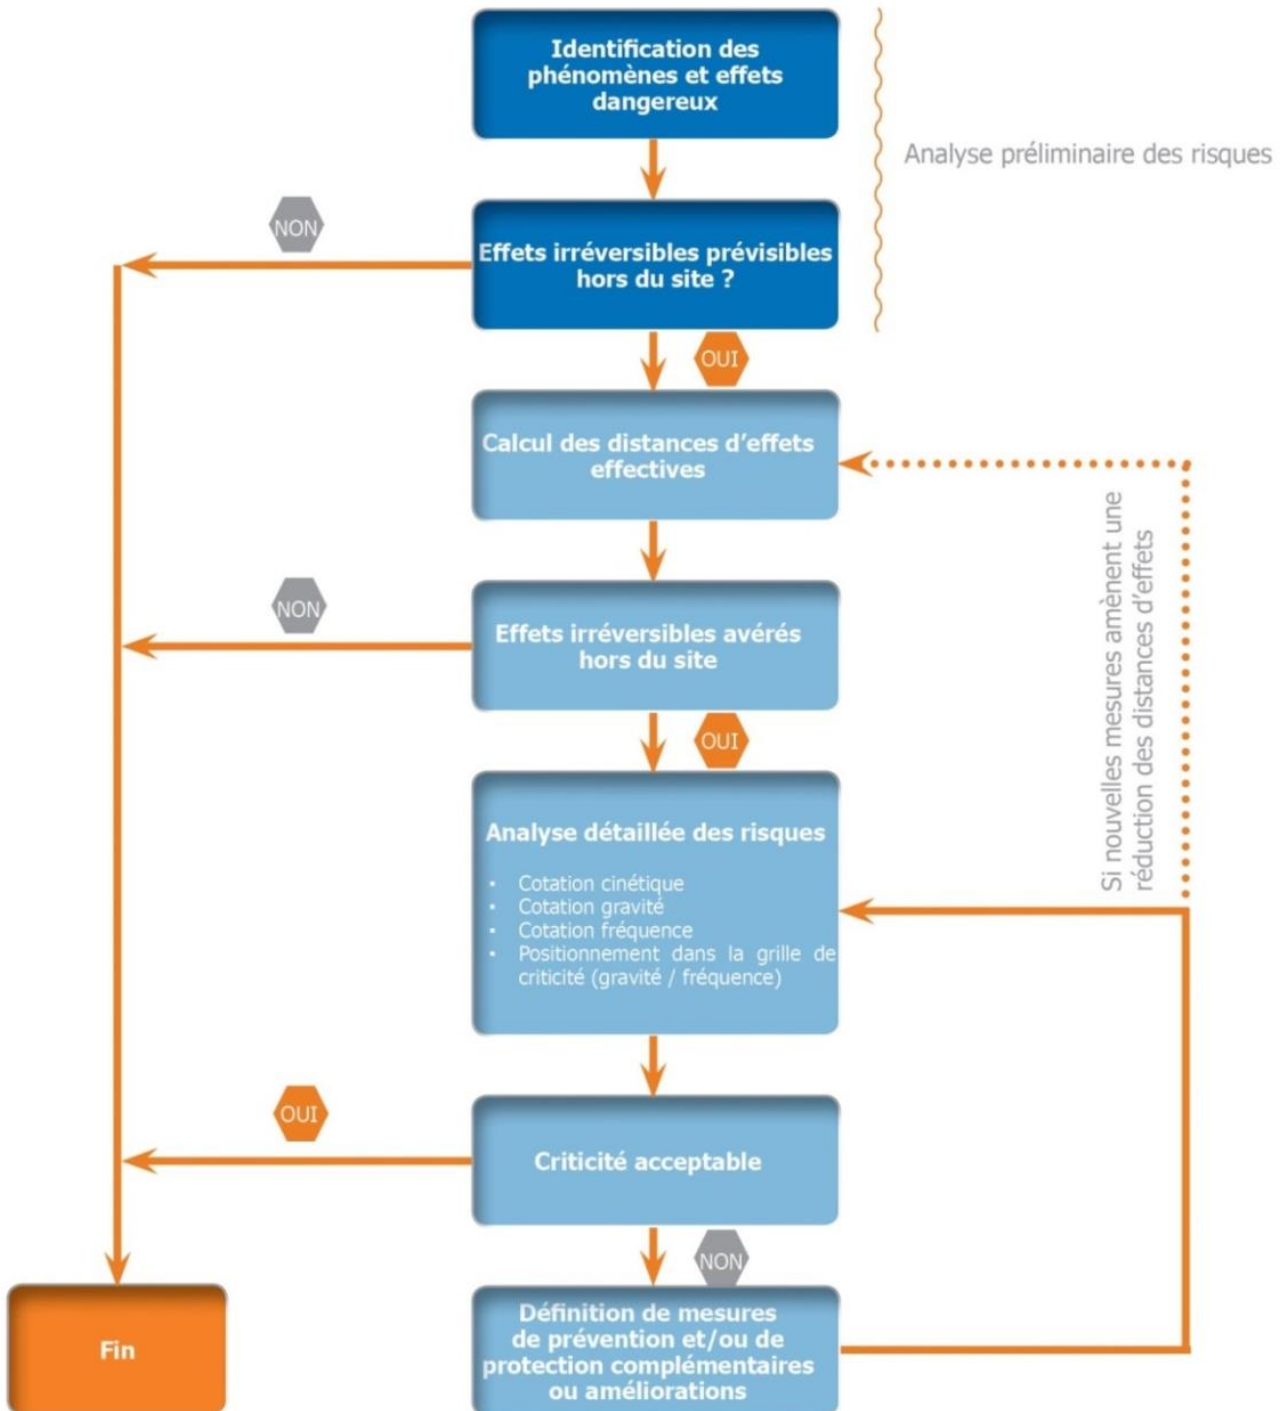 Identification des
phénomènes et effets
dangereux
Analyse préliminaire des risques
NON
Effets irréversibles prévisibles
hors du site ?
OUI
Calcul des distances d’effets
effectives
Si nouvelles mesures amènent une
réduction des distances d’effets
NON
Effets irréversibles avérés
hors du site
OUI
Analyse détaillée des risques
▪ Cotation cinétique
▪ Cotation gravité
▪ Cotation fréquence
▪ Positionnement dans la grille de
criticité (gravité / fréquence)
OUI
Criticité acceptable
NON
Fin
Définition de mesures
de prévention et/ou de
protection complémentaires
ou améliorations